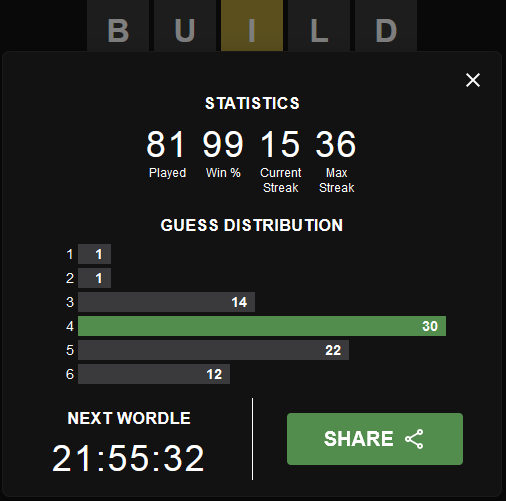 B U I L D
STATISTICS
81 99 15 36
Played Win % Current Streak Max Streak
GUESS DISTRIBUTION
1 1
2 1
3 14
4 30
5 22
6 12
NEXT WORDLE
21:55:32
SHARE